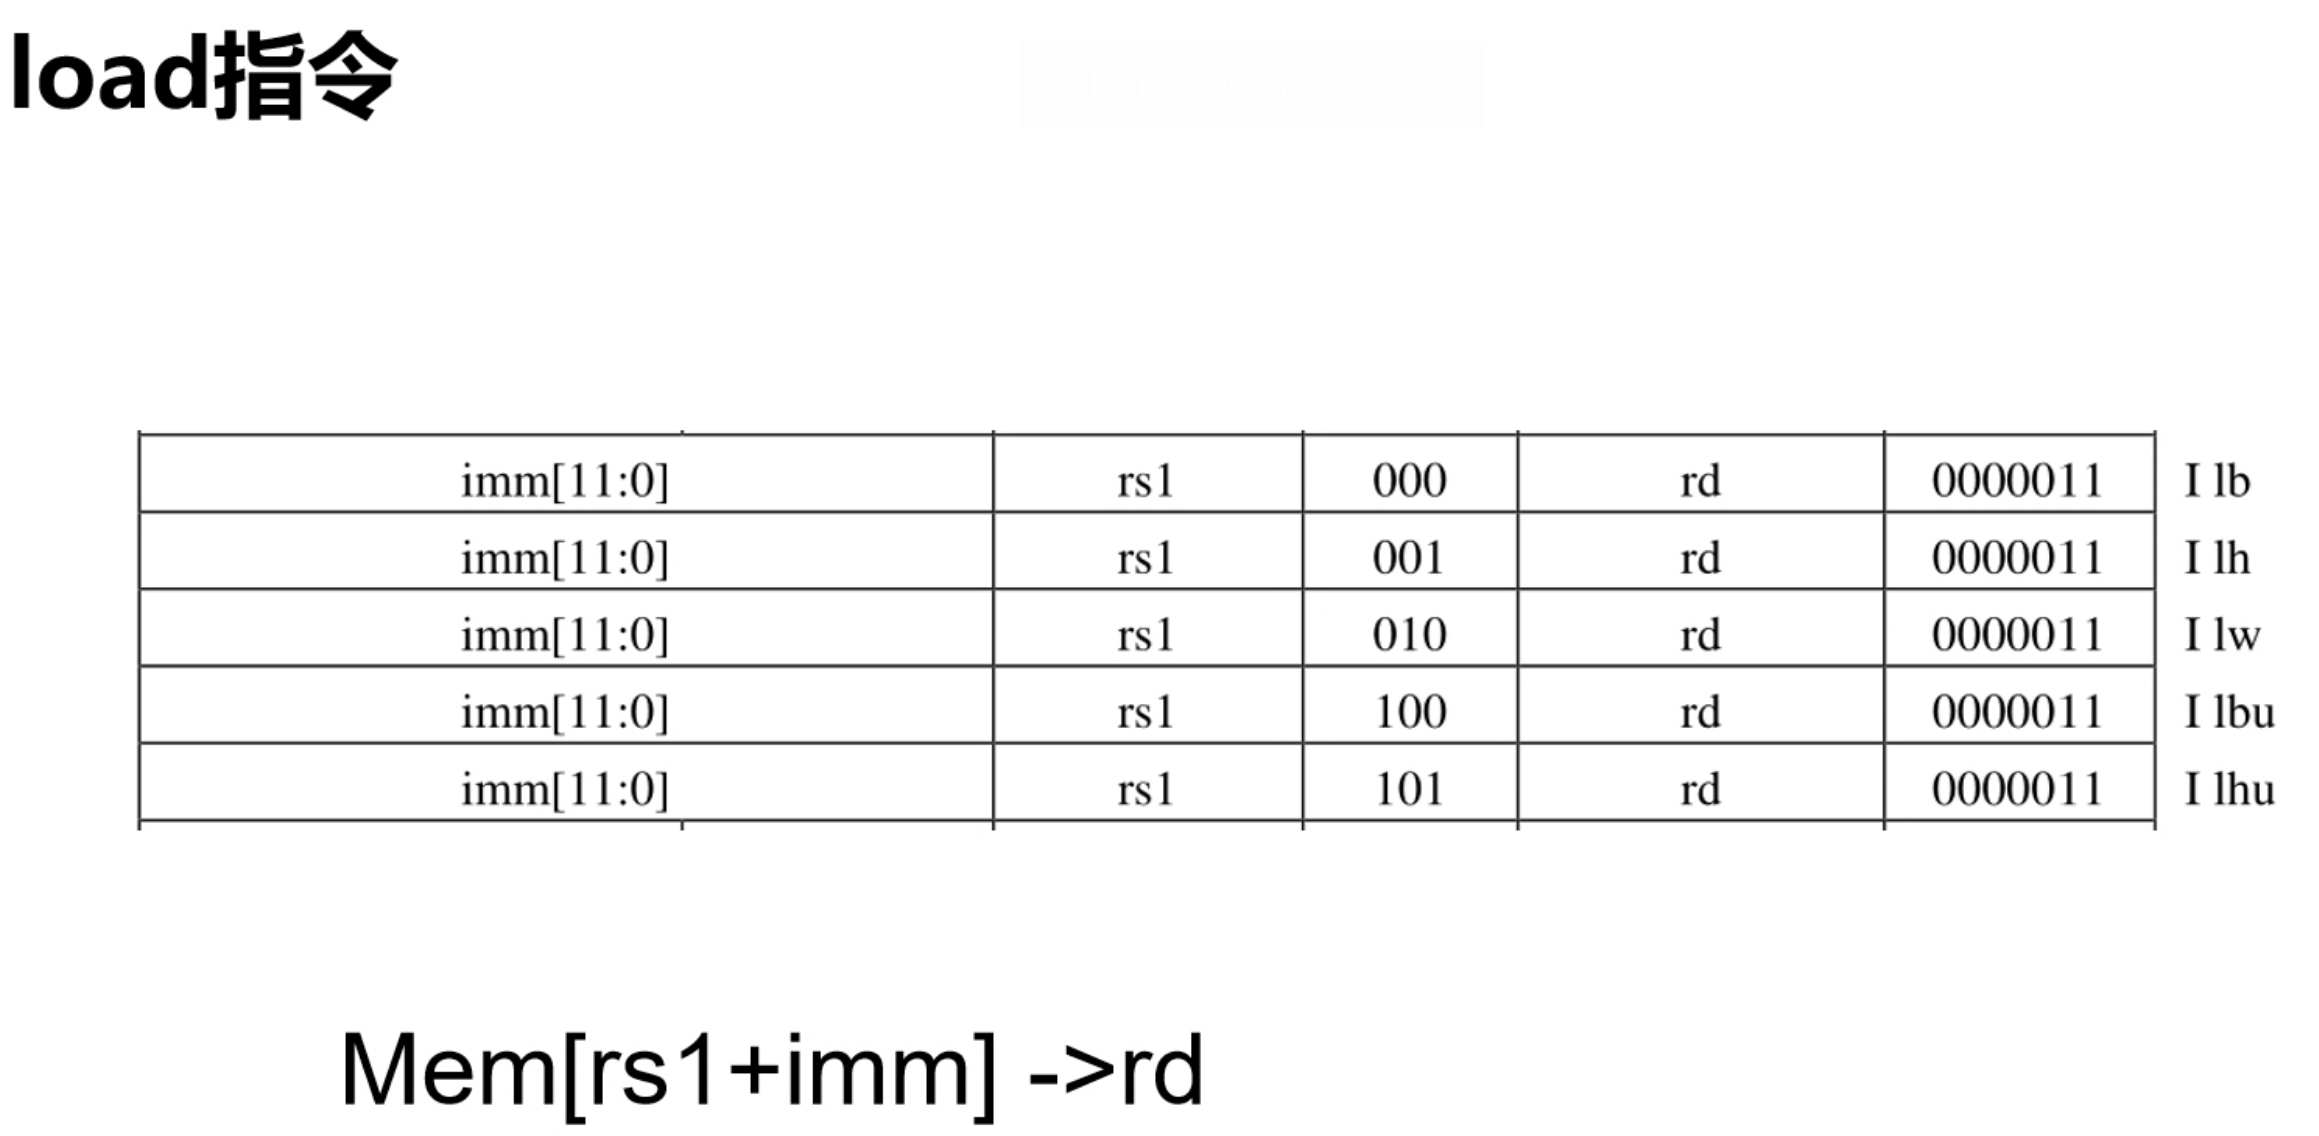 load指令
imm[11:0] rs1 000 rd 0000011 I lb
imm[11:0] rs1 001 rd 0000011 I lh
imm[11:0] rs1 010 rd 0000011 I lw
imm[11:0] rs1 100 rd 0000011 I lbu
imm[11:0] rs1 101 rd 0000011 I lhu
Mem[rs1+imm] ->rd